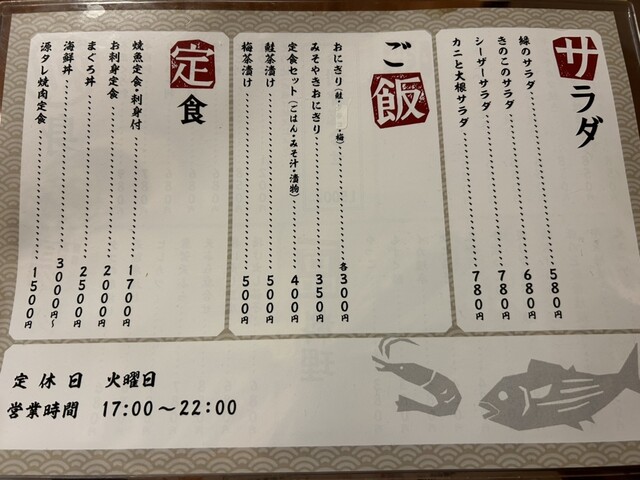 サラダ
緑のサラダ 580円
きのこのサラダ 680円
シーザーサラダ 780円
カニと大根サラダ 780円
ご飯
おにぎり(鮭・ ・梅) 各300円
みそやきおにぎり 350円
定食セット(ごはん・みそ汁・漬物) 400円
鮭茶漬け 500円
梅茶漬け 500円
定食
焼魚定食・刺身付 1700円
お刺身定食 2000円
まぐろ丼 2500円
海鮮丼 3000円~
源タレ焼肉定食 1500円
定休日 火曜日
営業時間 17:00~22:00